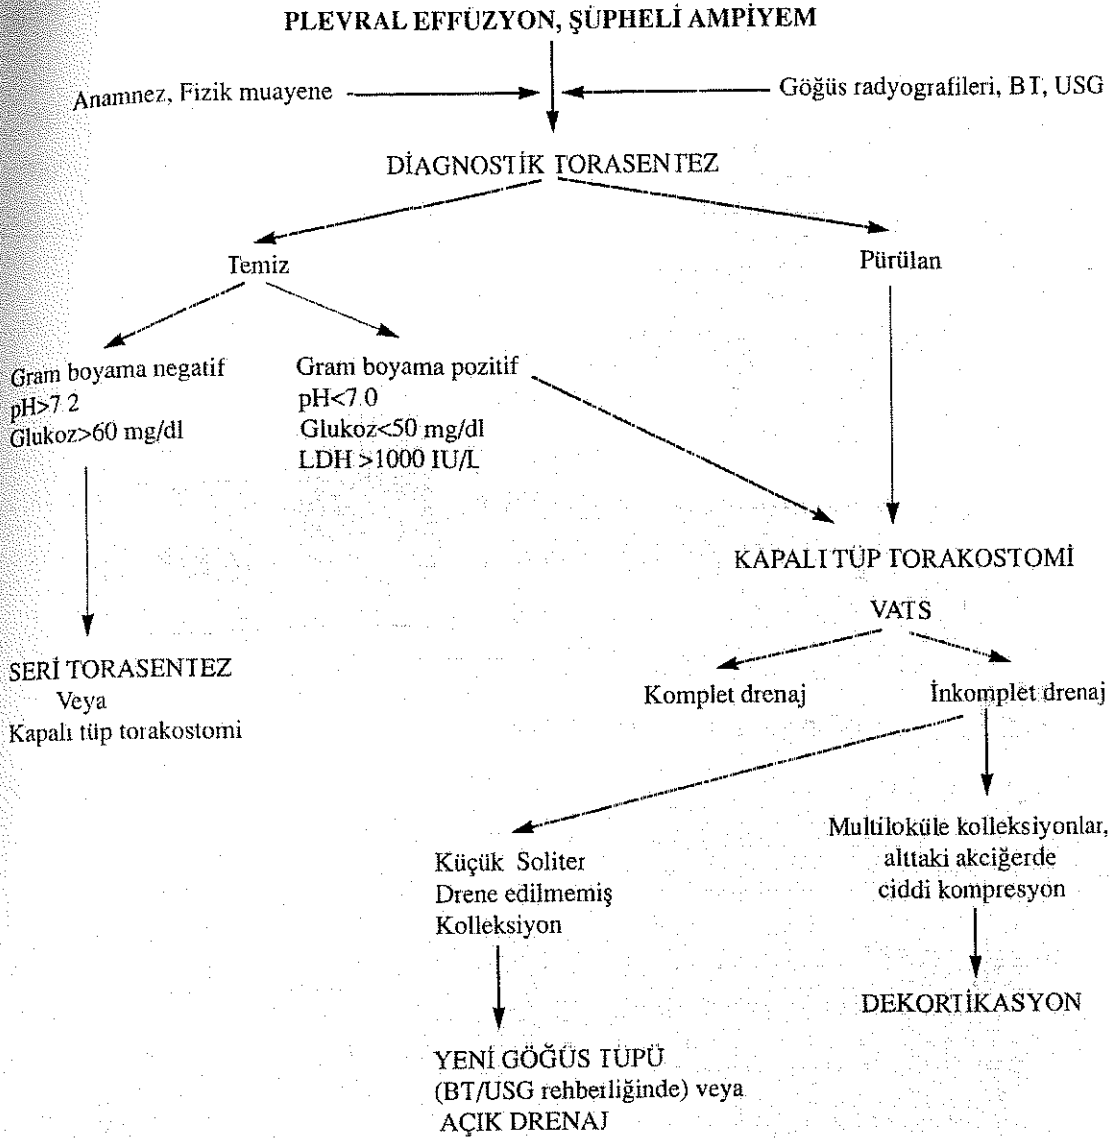 PLEVRAL EFFÜZYON, ŞÜPHELİ AMPİYEM
Anamnez, Fizik muayene
Göğüs radyografileri, BT, USG
DİAGNOSTİK TORASENTEZ
Temiz
Pürülan
Gram boyama negatif
pH>7.2
Glukoz>60 mg/dl
Gram boyama pozitif
pH<7.0
Glukoz<50 mg/dl
LDH >1000 IU/L
KAPALI TÜP TORAKOSTOMİ
VATS
SERİ TORASENTEZ
Veya
Kapalı tüp torakostomi
Komplet drenaj
İnkomplet drenaj
Küçük Soliter
Drene edilmemiş
Kolleksiyon
Multiloküle kolleksiyonlar,
alttaki akciğerde
ciddi kompresyon
DEKORTİKASYON
YENİ GÖĞÜS TÜPÜ
(BT/USG rehberliğinde) veya
AÇIK DRENAJ